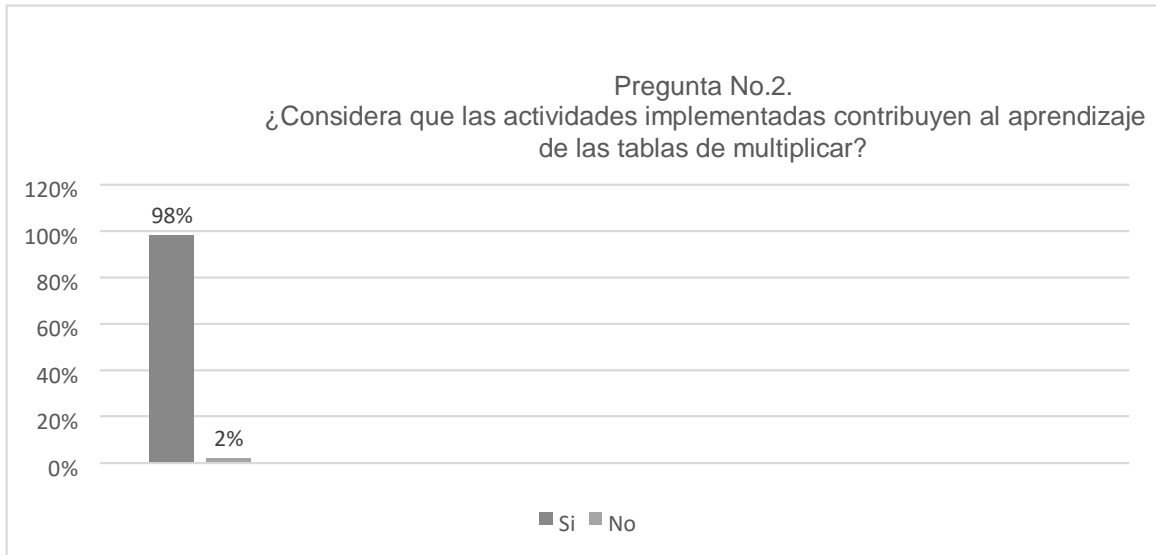 Pregunta No.2.
¿Considera que las actividades implementadas contribuyen al aprendizaje
de las tablas de multiplicar?
120%
98%
100%
80%
60%
40%
20%
2%
0%
Si No